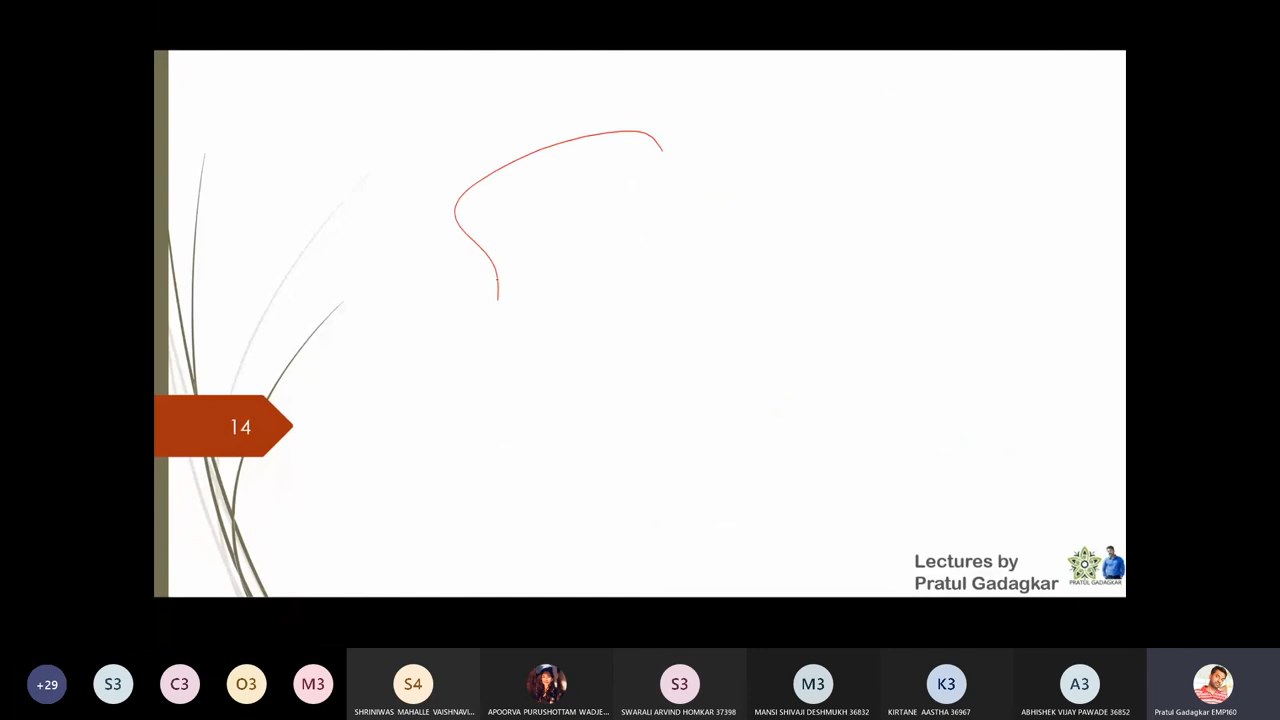 14
Lectures by
Pratul Gadagkar
PRATUL GADAGKAR
+29
S3
C3
O3
M3
S4
S3
M3
K3
A3
SHRINIWAS MAHALLE VAISHNAVI...
APOORVA PURUSHOTTAM WADJE...
SWARALI ARVIND HOMKAR 37398
MANSI SHIVAJI DESHMUKH 36832
KIRTANE AASTHA 36967
ABHISHEK VIJAY PAWADE 36852
Pratul Gadagkar EMP160